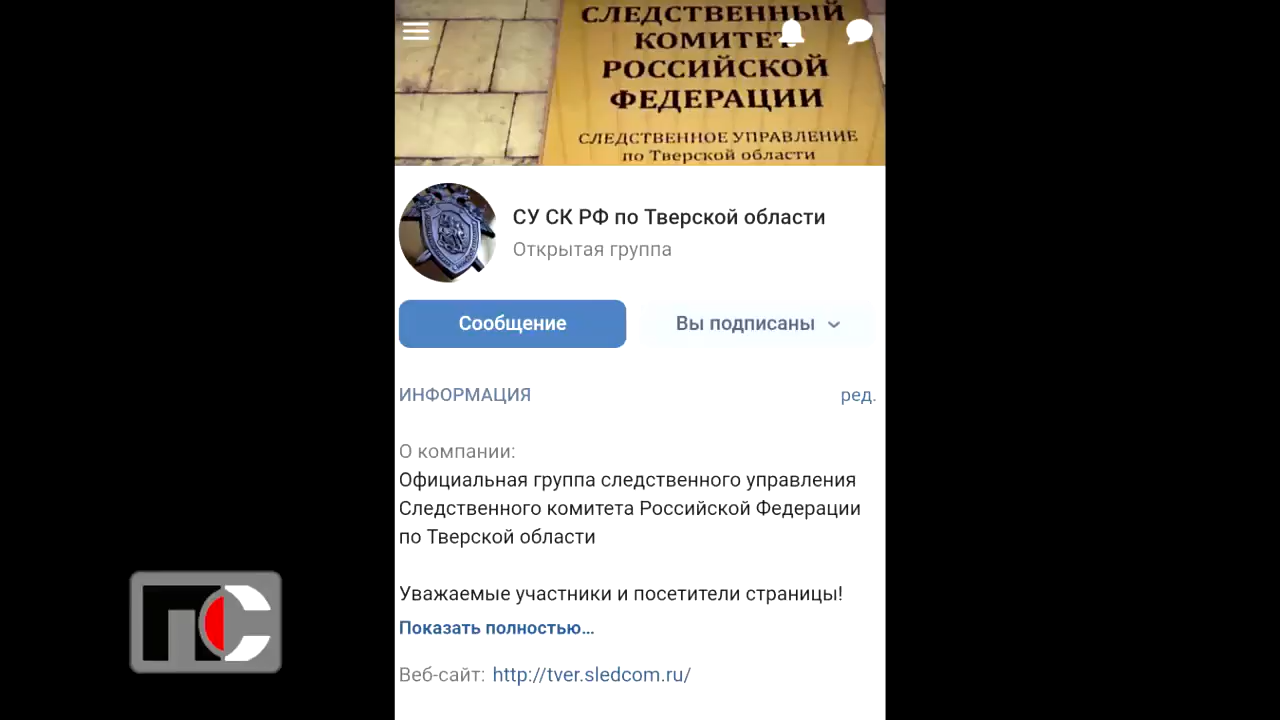 СЛЕДСТВЕННЫЙ
КОМИТЕТ
РОССИЙСКОЙ
ФЕДЕРАЦИИ
СЛЕДСТВЕННОЕ УПРАВЛЕНИЕ
по Тверской области
СУ СК РФ по Тверской области
Открытая группа
Сообщение
Вы подписаны
ИНФОРМАЦИЯ
ред.
О компании:
Официальная группа следственного управления
Следственного комитета Российской Федерации
по Тверской области
Уважаемые участники и посетители страницы!
Показать полностью...
Веб-сайт: http://tver.sledcom.ru/
ПС